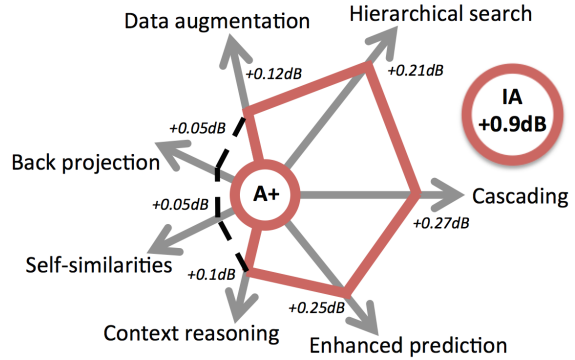 Data augmentation
Hierarchical search
+0.12dB
+0.21dB
IA
+0.9dB
+0.05dB
Back projection
A+
Cascading
+0.05dB
+0.27dB
Self-similarities
+0.1dB
+0.25dB
Context reasoning
Enhanced prediction